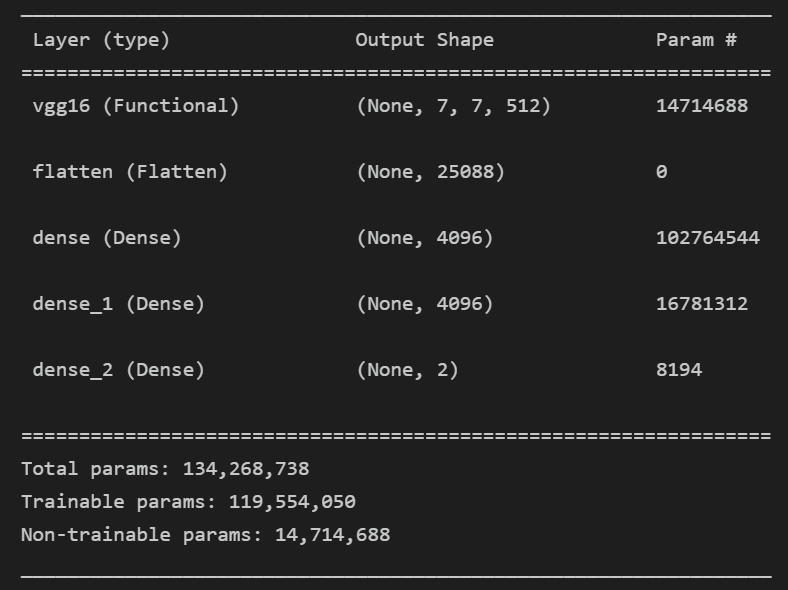 Layer (type) Output Shape Param #
=================================================================
vgg16 (Functional) (None, 7, 7, 512) 14714688
flatten (Flatten) (None, 25088) 0
dense (Dense) (None, 4096) 102764544
dense_1 (Dense) (None, 4096) 16781312
dense_2 (Dense) (None, 2) 8194
=================================================================
Total params: 134,268,738
Trainable params: 119,554,050
Non-trainable params: 14,714,688